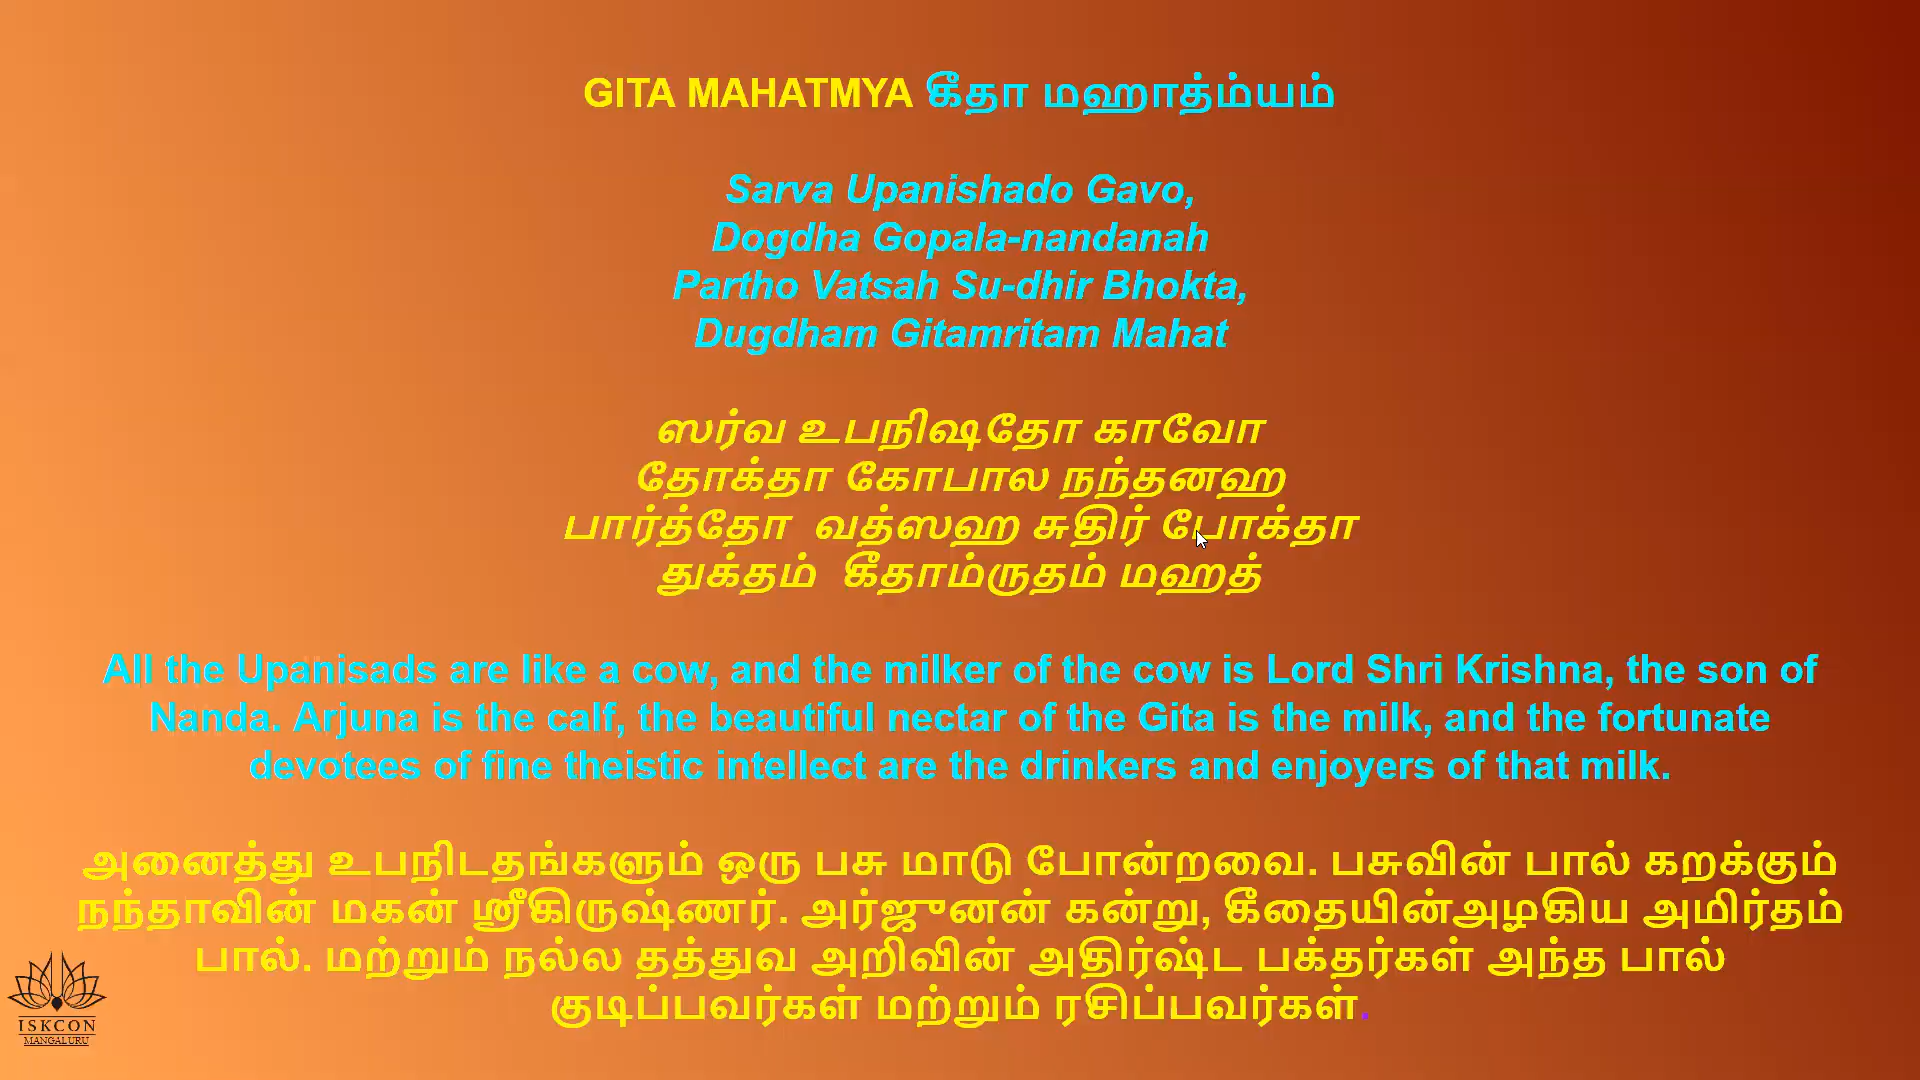 GITA MAHATMYA கீதா மஹாத்ம்யம்
Sarva Upanishado Gavo,
Dogdha Gopala-nandanah
Partho Vatsah Su-dhir Bhokta,
Dugdham Gitamritam Mahat
ஸர்வ உபநிஷதோ காவோ
தோக்தா கோபால நந்தனஹ
பார்த்தோ வத்ஸஹ சுதிர் போக்தா
துக்தம் கீதாம்ருதம் மஹத்
All the Upanisads are like a cow, and the milker of the cow is Lord Shri Krishna, the son of
Nanda. Arjuna is the calf, the beautiful nectar of the Gita is the milk, and the fortunate
devotees of fine theistic intellect are the drinkers and enjoyers of that milk.
அனைத்து உபநிடதங்களும் ஒரு பசு மாடு போன்றவை. பசுவின் பால் கறக்கும்
நந்தாவின் மகன் ஸ்ரீகிருஷ்ணர். அர்ஜுனன் கன்று, கீதையின்அழகிய அமிர்தம்
பால். மற்றும் நல்ல தத்துவ அறிவின் அதிர்ஷ்ட பக்தர்கள் அந்த பால்
குடிப்பவர்கள் மற்றும் ரசிப்பவர்கள்.
ISKCON
MANGALURU